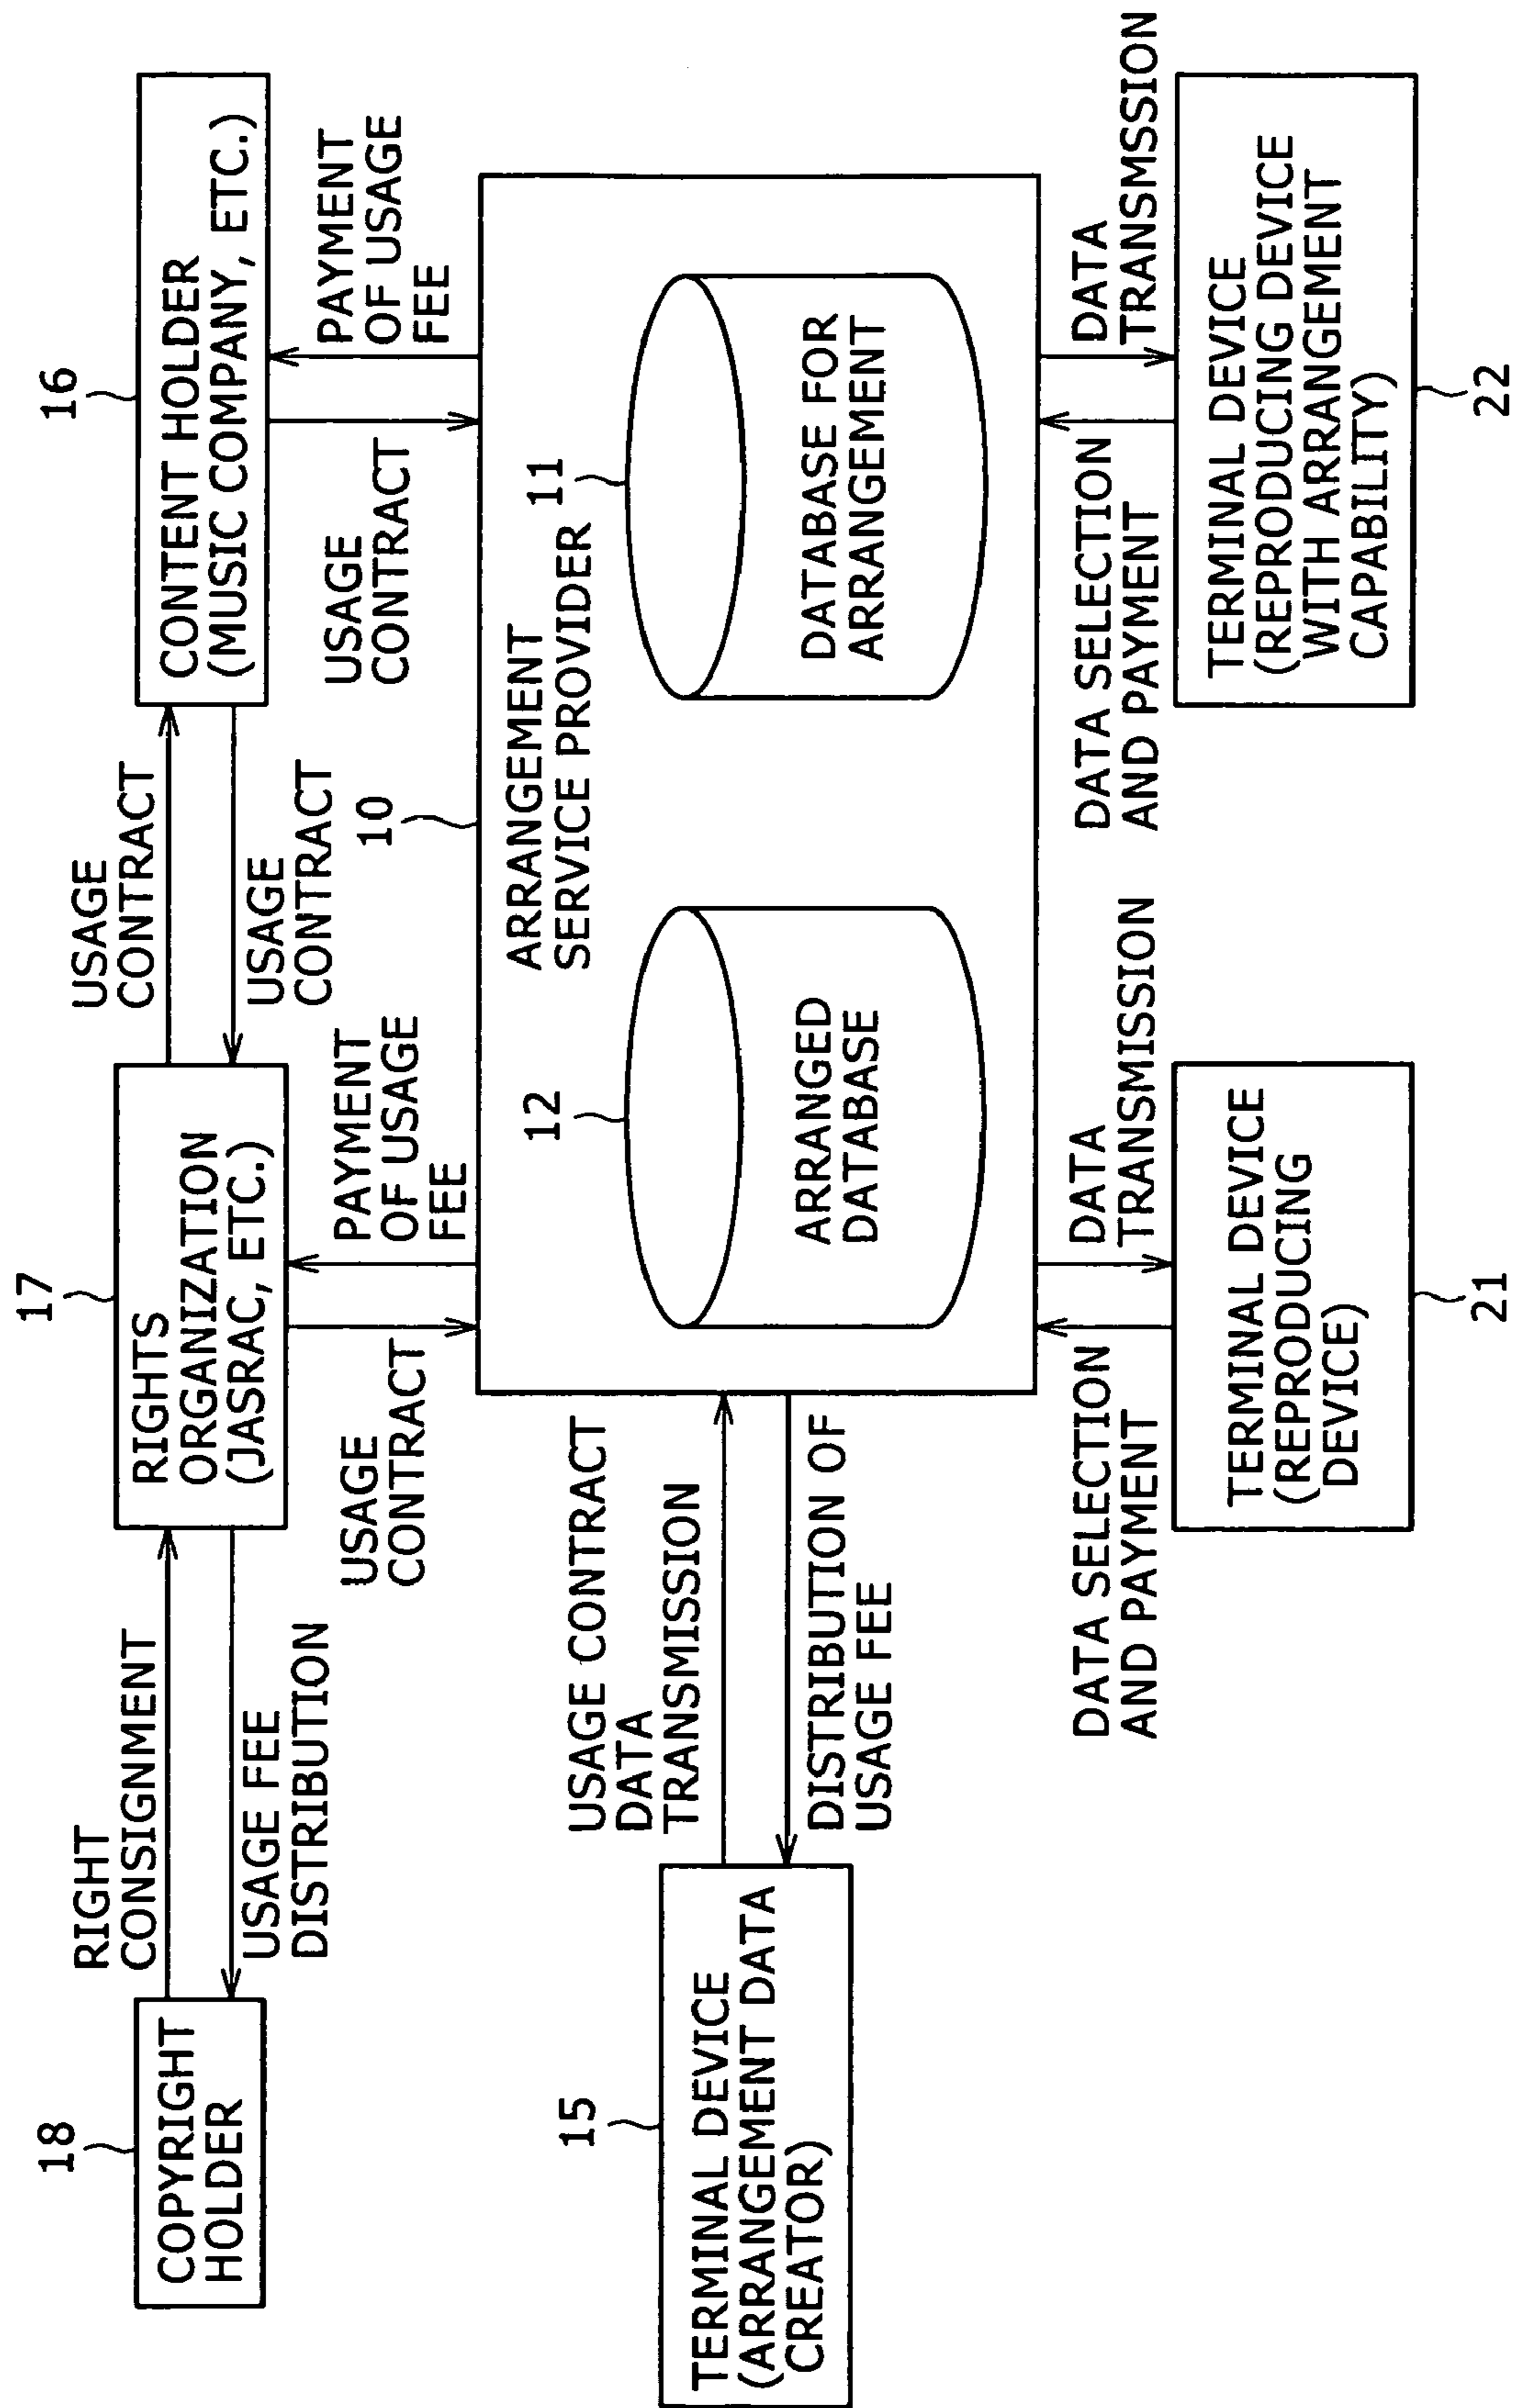 18
COPYRIGHT
HOLDER
RIGHT
CONSIGNMENT
USAGE FEE
DISTRIBUTION
17
RIGHTS
ORGANIZATION
(JASRAC, ETC.)
USAGE
CONTRACT
USAGE
CONTRACT
16
CONTENT HOLDER
(MUSIC COMPANY, ETC.)
USAGE
CONTRACT
PAYMENT
OF USAGE
FEE
10
USAGE
CONTRACT
PAYMENT
OF USAGE
FEE
ARRANGEMENT
SERVICE PROVIDER
12
ARRANGED
DATABASE
11
DATABASE FOR
ARRANGEMENT
15
TERMINAL DEVICE
(ARRANGEMENT DATA
CREATOR)
USAGE CONTRACT
DATA
TRANSMISSION
DISTRIBUTION OF
USAGE FEE
DATA SELECTION
AND PAYMENT
DATA
TRANSMISSION
DATA SELECTION
AND PAYMENT
DATA
TRANSMSSION
TERMINAL DEVICE
(REPRODUCING
DEVICE)
21
TERMINAL DEVICE
(REPRODUCING DEVICE
WITH ARRANGEMENT
CAPABILITY)
22